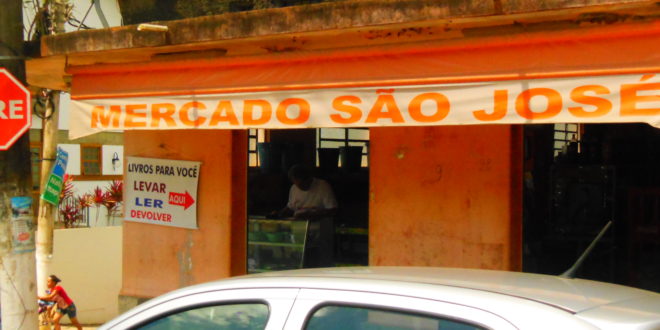 MERCADO SÃO JOSÉ
RE
LIVROS PARA VOCÊ
LEVAR
AQUI
LER
DEVOLVER